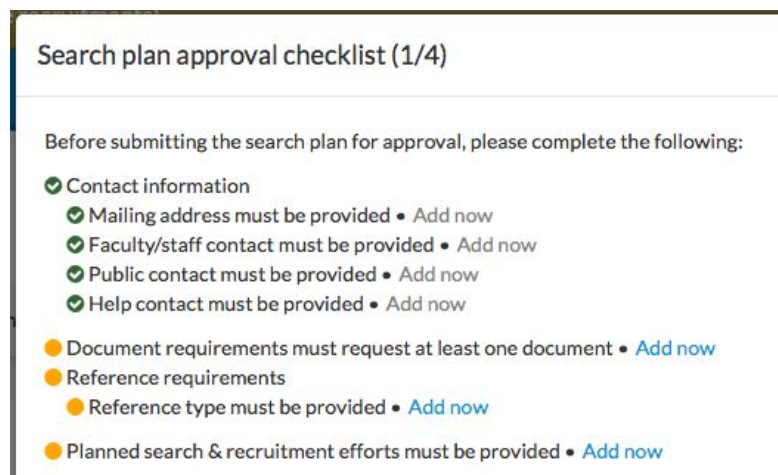 Search plan approval checklist (1/4)
Before submitting the search plan for approval, please complete the following:
Contact information
Mailing address must be provided • Add now
Faculty/staff contact must be provided • Add now
Public contact must be provided • Add now
Help contact must be provided • Add now
Document requirements must request at least one document • Add now
Reference requirements
Reference type must be provided • Add now
Planned search & recruitment efforts must be provided • Add now